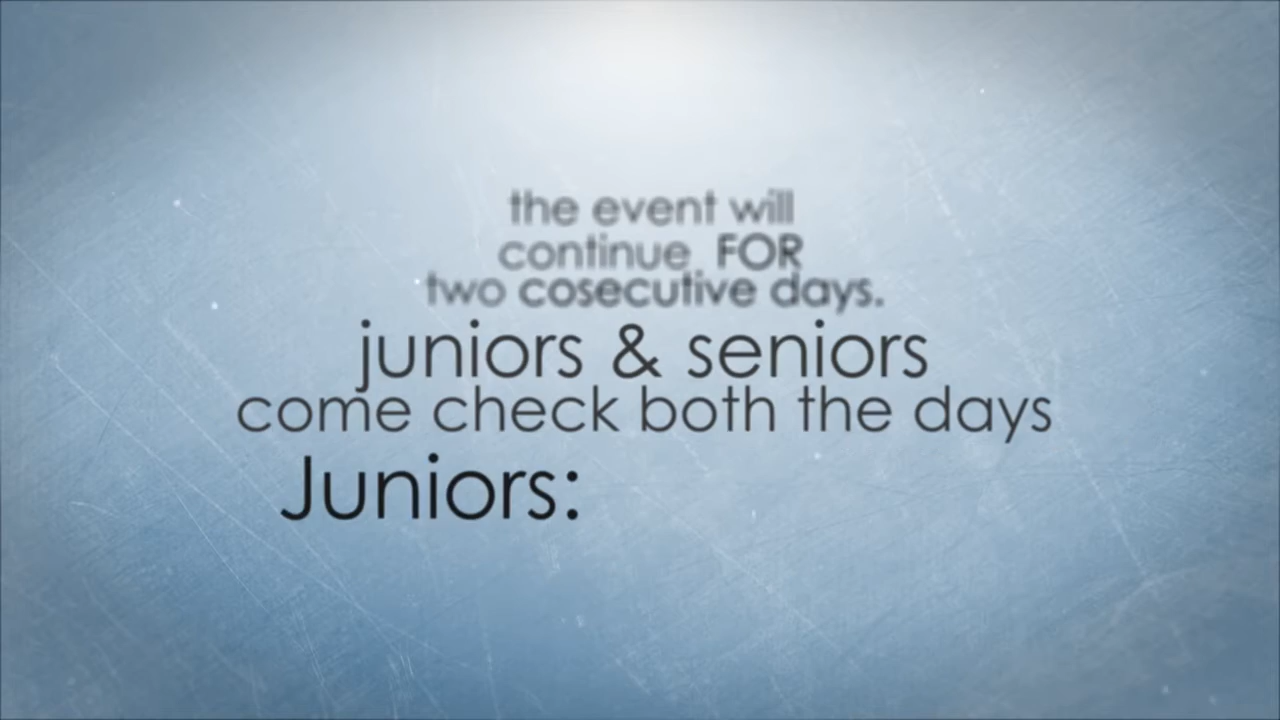 the event will
continue FOR
two cosecutive days.
juniors & seniors
come check both the days
Juniors: